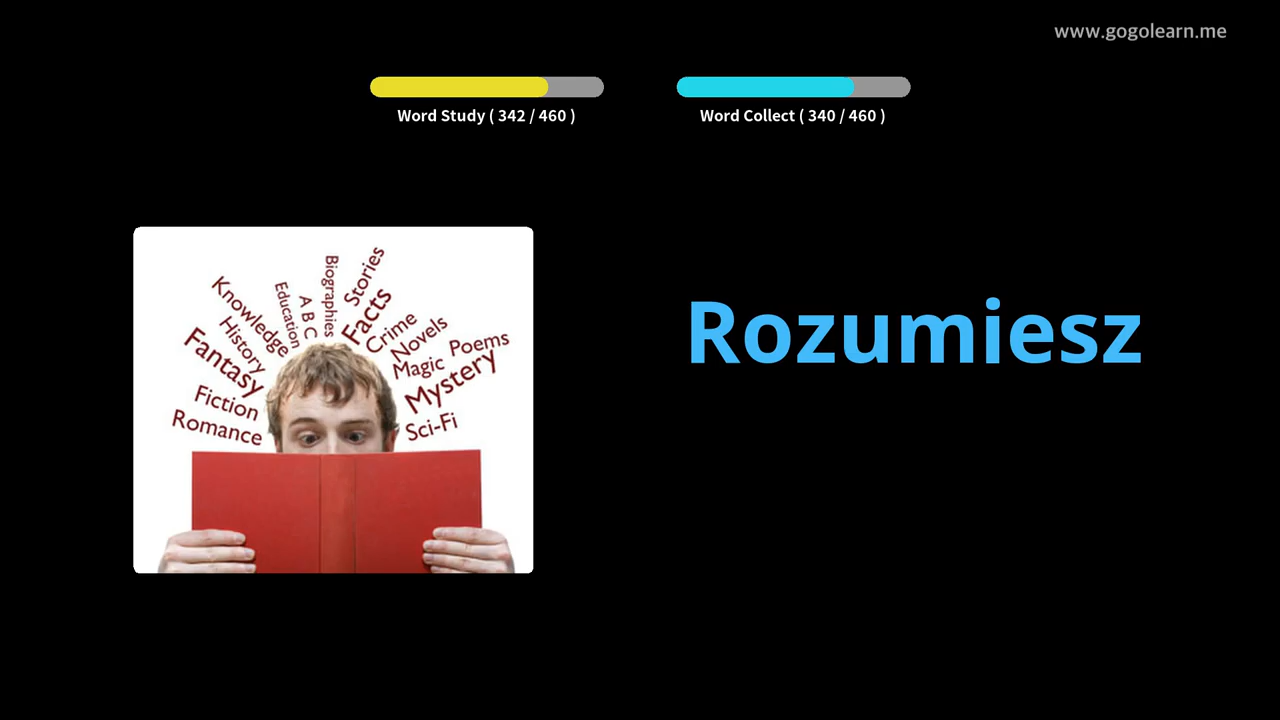 www.gogolearn.me
Word Study ( 342 / 460 )
Word Collect ( 340 / 460 )
Rozumiesz
Biographies
Stories
Education
A B C
Facts
Knowledge
Crime
History
Novels
Fantasy
Magic
Poems
Mystery
Fiction
Romance
Sci-Fi